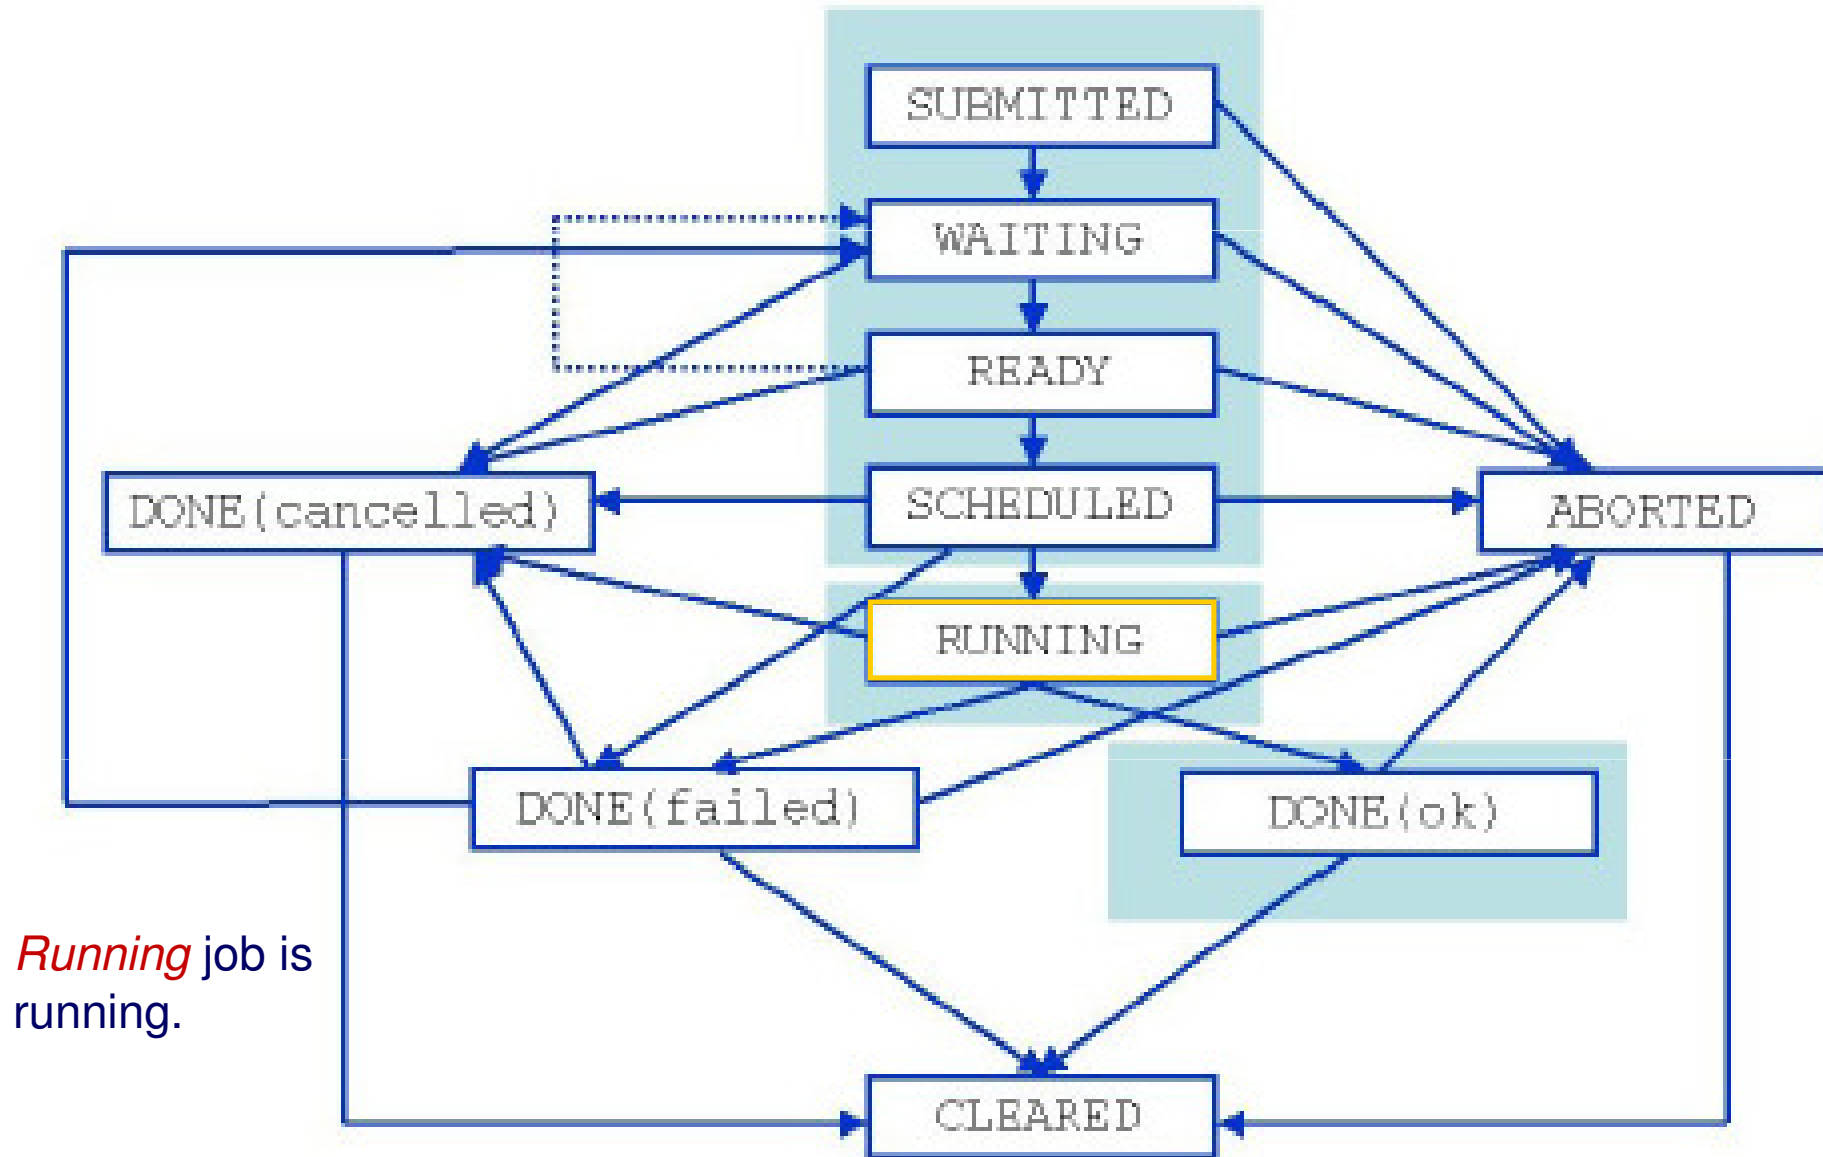 SUBMITTED
WAITING
READY
SCHEDULED
DONE(cancelled)
ABORTED
RUNNING
DONE(failed)
DONE(ok)
Running job is
running.
CLEARED